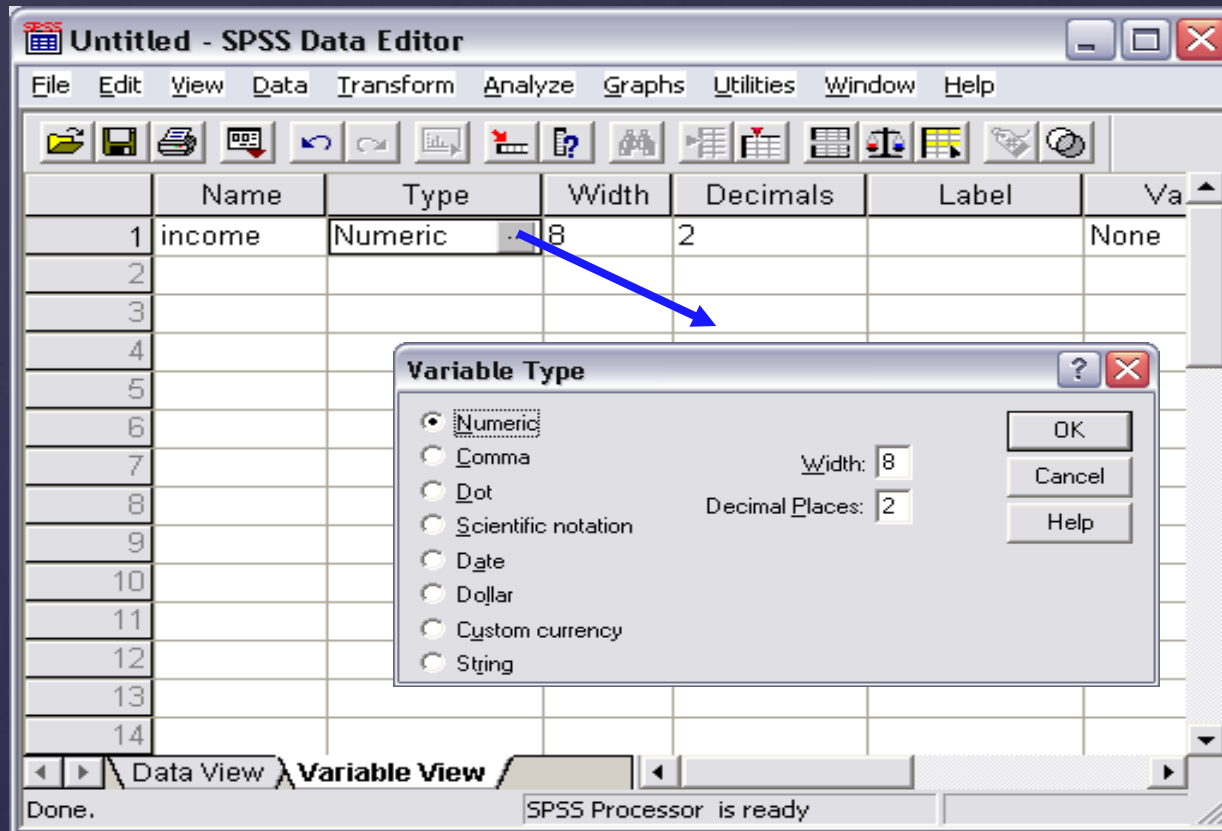 SPSS
Untitled - SPSS Data Editor
File Edit View Data Transform Analyze Graphs Utilities Window Help
Name Type Width Decimals Label Va
1 income Numeric ... 8 2 None
2
3
4
5
6
7
8
9
10
11
12
13
14
Variable Type
Numeric
Comma
Dot
Scientific notation
Date
Dollar
Custom currency
String
Width: 8
Decimal Places: 2
OK
Cancel
Help
Data View Variable View
Done. SPSS Processor is ready